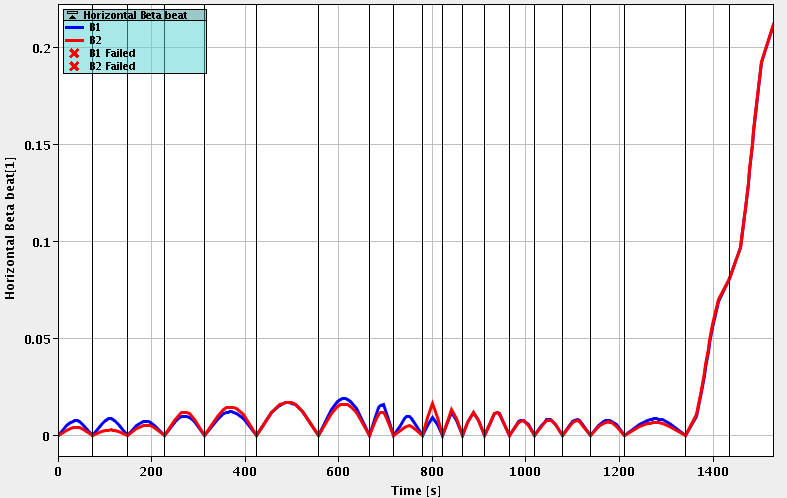 Horizontal Beta beat
B1
B2
B1 Failed
B2 Failed
0.2
0.15
0.1
0.05
0
Horizontal Beta beat[1]
0 200 400 600 800 1000 1200 1400
Time [s]